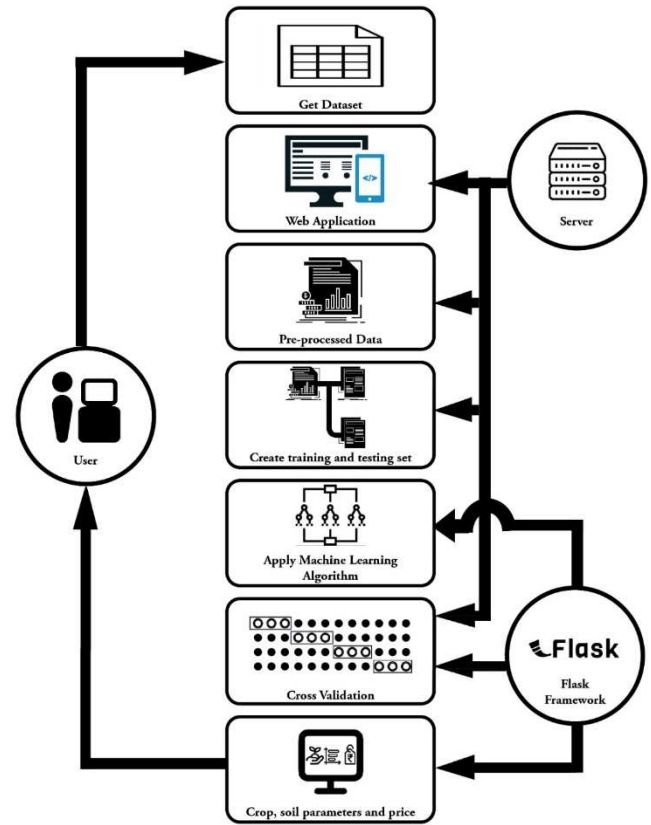 Get Dataset
Web Application
Server
Pre-processed Data
User
Create training and testing set
Apply Machine Learning
Algorithm
Flask
Flask
Framework
Cross Validation
Crop, soil parameters and price